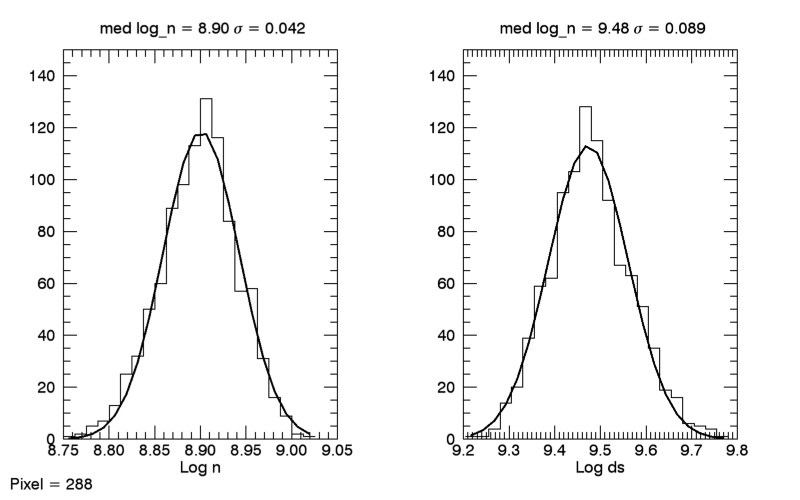 med log_n = 8.90 σ = 0.042
med log_n = 9.48 σ = 0.089
140
120
100
80
60
40
20
0
8.75 8.80 8.85 8.90 8.95 9.00 9.05
Log n
140
120
100
80
60
40
20
0
9.2 9.3 9.4 9.5 9.6 9.7 9.8
Log ds
Pixel = 288